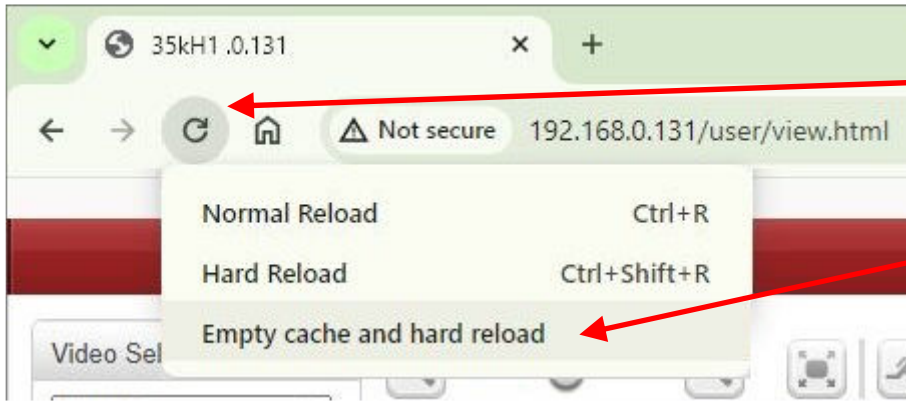 35kH1 .0.131
Not secure 192.168.0.131/user/view.html
Normal Reload Ctrl+R
Hard Reload Ctrl+Shift+R
Empty cache and hard reload
Video Sel